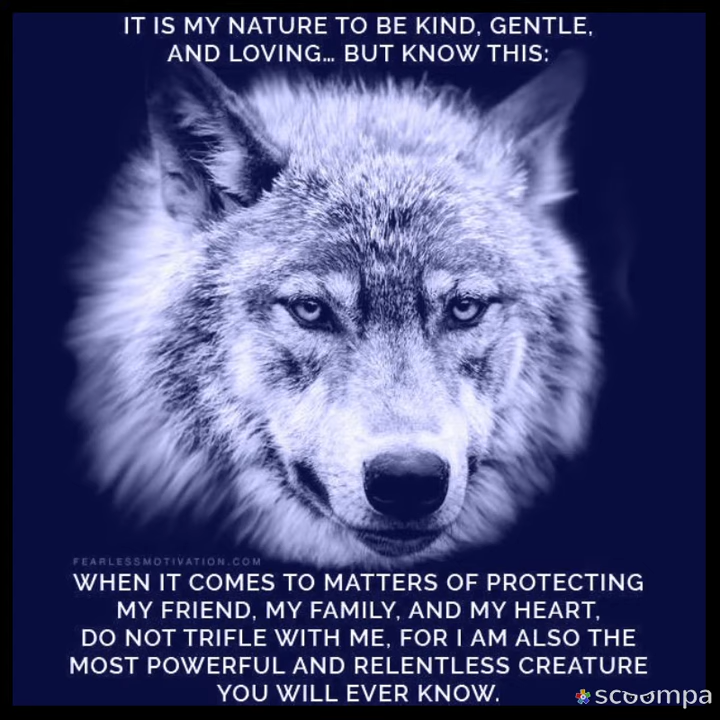 IT IS MY NATURE TO BE KIND, GENTLE,
AND LOVING... BUT KNOW THIS:
FEARLESSMOTIVATION.COM
WHEN IT COMES TO MATTERS OF PROTECTING
MY FRIEND, MY FAMILY, AND MY HEART,
DO NOT TRIFLE WITH ME, FOR I AM ALSO THE
MOST POWERFUL AND RELENTLESS CREATURE
YOU WILL EVER KNOW.
scoompa